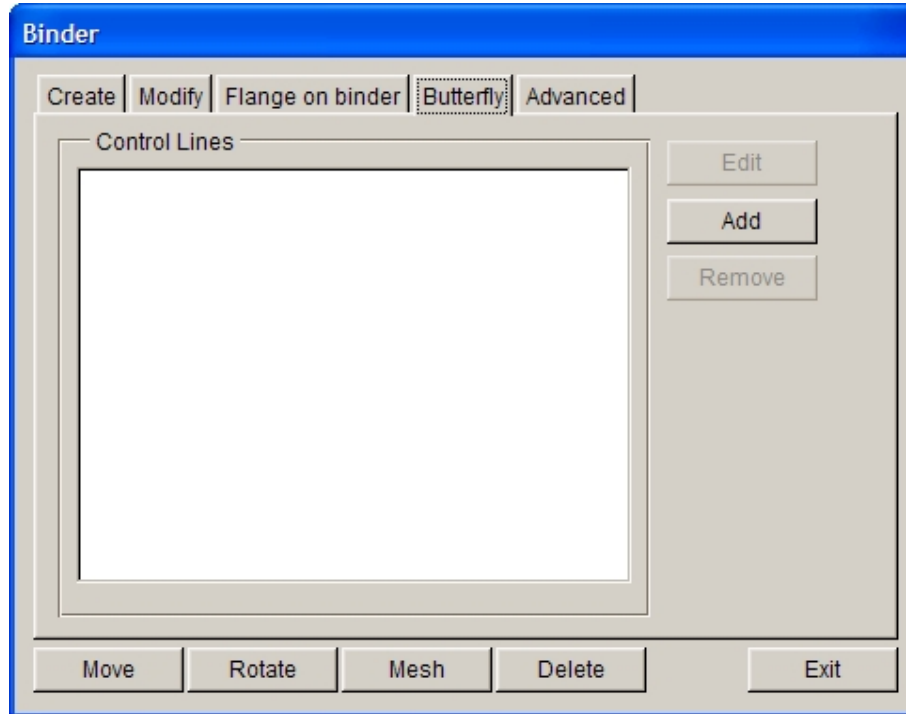 Binder
Create Modify Flange on binder Butterfly Advanced
Control Lines
Edit
Add
Remove
Move Rotate Mesh Delete Exit